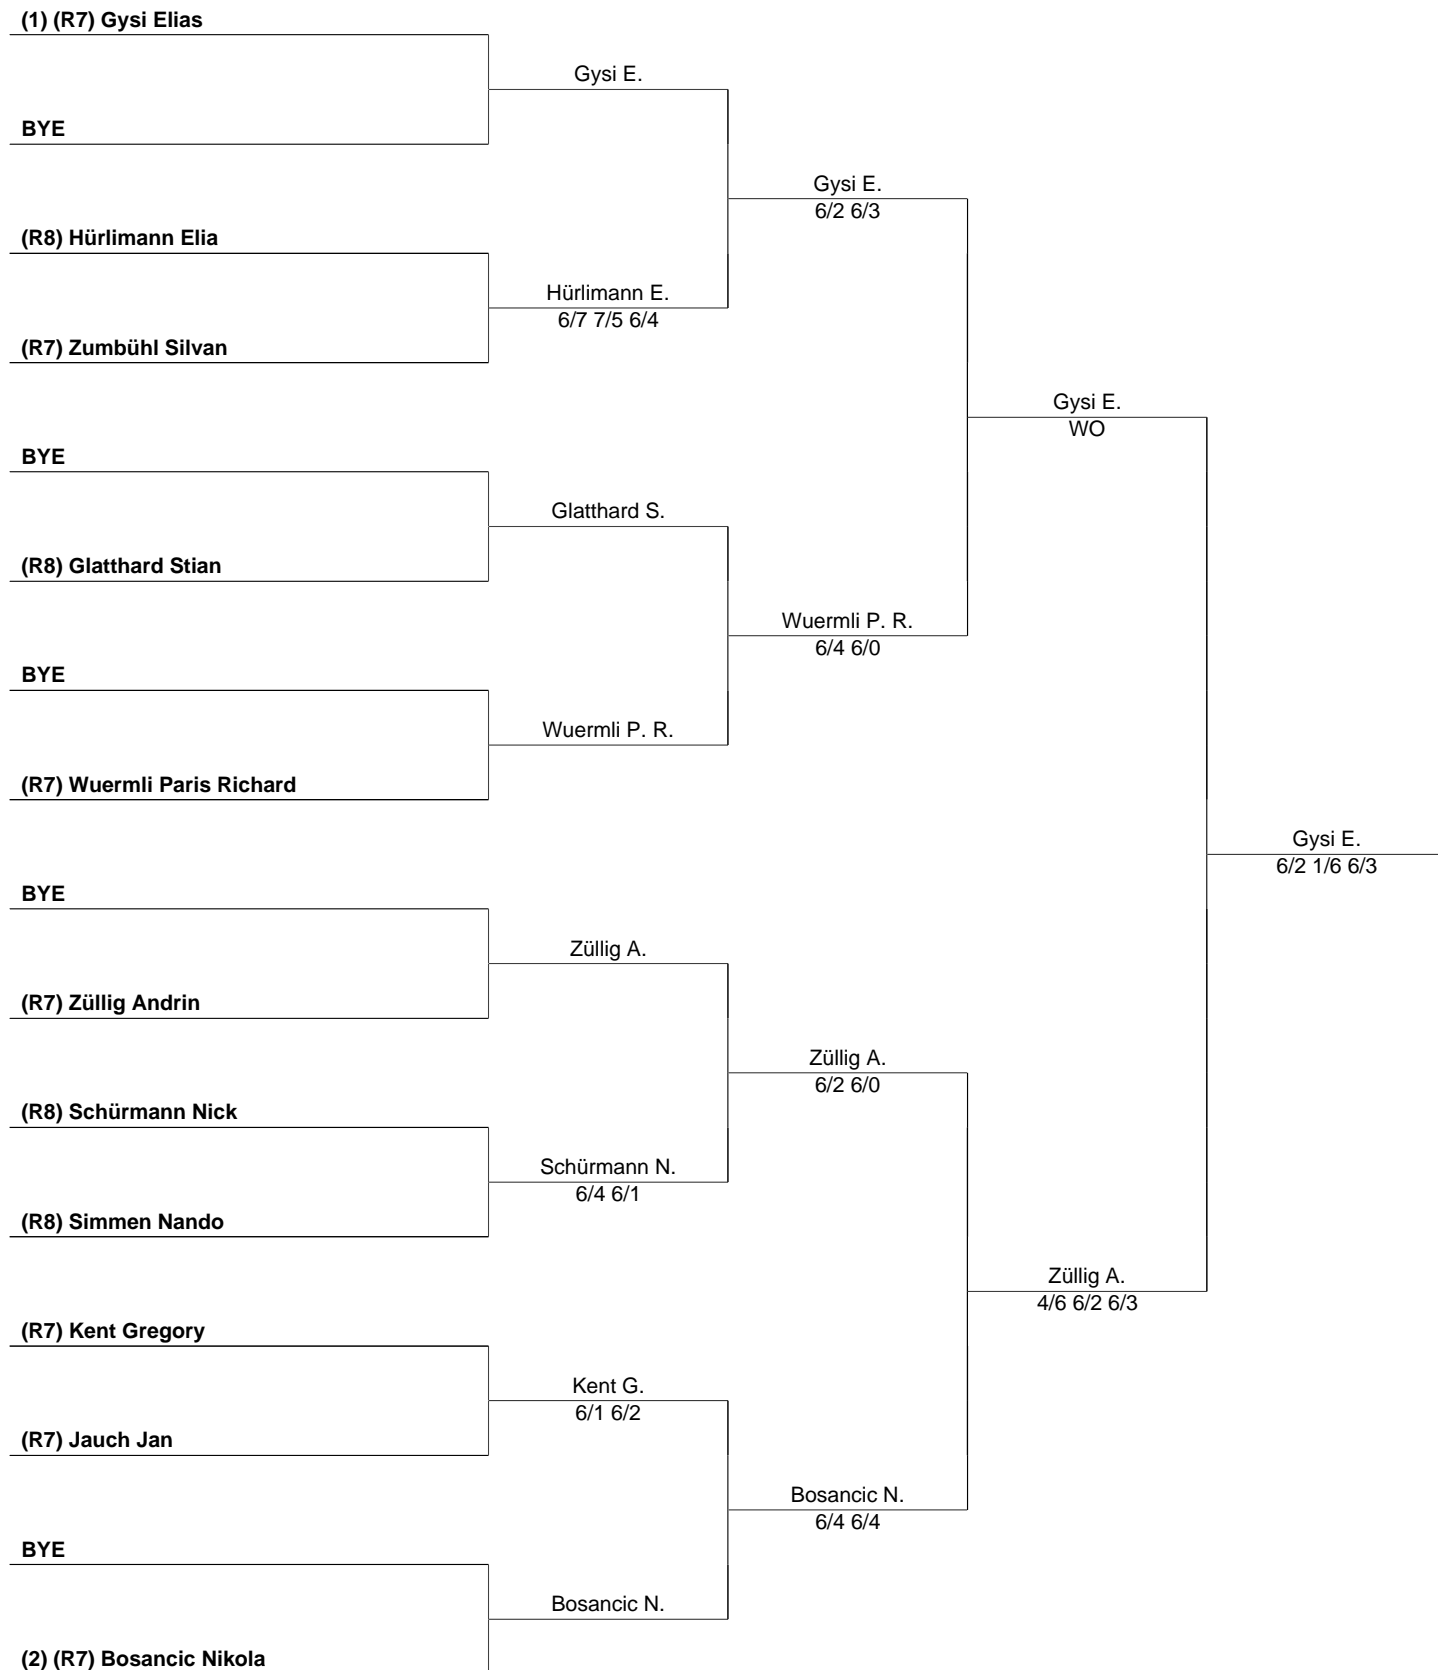 (1) (R7) Gysi Elias
Gysi E.
BYE
Gysi E.
6/2 6/3
(R8) Hürlimann Elia
Hürlimann E.
6/7 7/5 6/4
(R7) Zumbühl Silvan
Gysi E.
WO
BYE
Glatthard S.
(R8) Glatthard Stian
Wuermli P. R.
6/4 6/0
BYE
Wuermli P. R.
(R7) Wuermli Paris Richard
Gysi E.
6/2 1/6 6/3
BYE
Züllig A.
(R7) Züllig Andrin
Züllig A.
6/2 6/0
(R8) Schürmann Nick
Schürmann N.
6/4 6/1
(R8) Simmen Nando
Züllig A.
4/6 6/2 6/3
(R7) Kent Gregory
Kent G.
6/1 6/2
(R7) Jauch Jan
Bosancic N.
6/4 6/4
BYE
Bosancic N.
(2) (R7) Bosancic Nikola